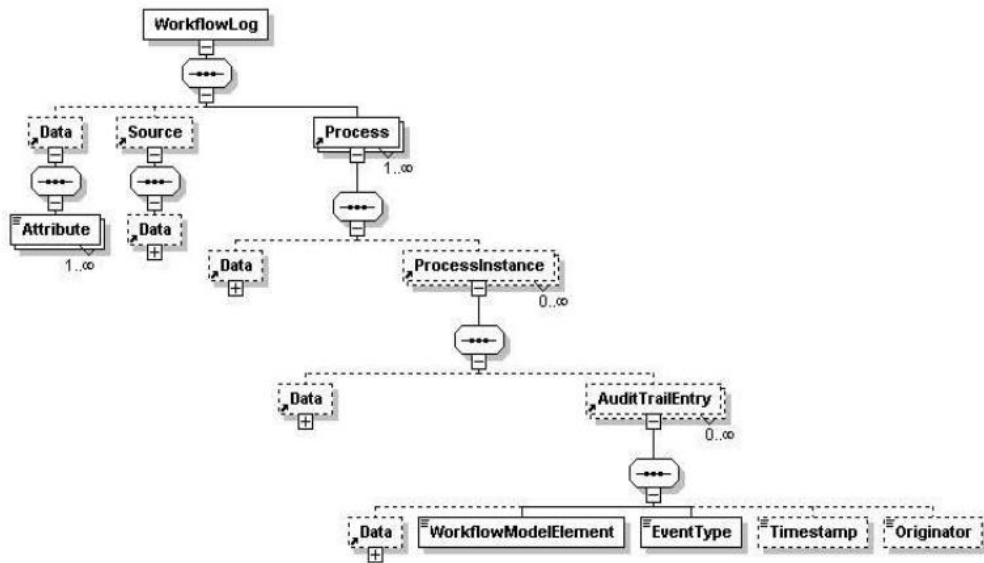 WorkflowLog
Data
Source
Process
1..∞
Attribute
1..∞
Data
Data
ProcessInstance
0..∞
Data
AuditTrailEntry
0..∞
Data
WorkflowModelElement
EventType
Timestamp
Originator